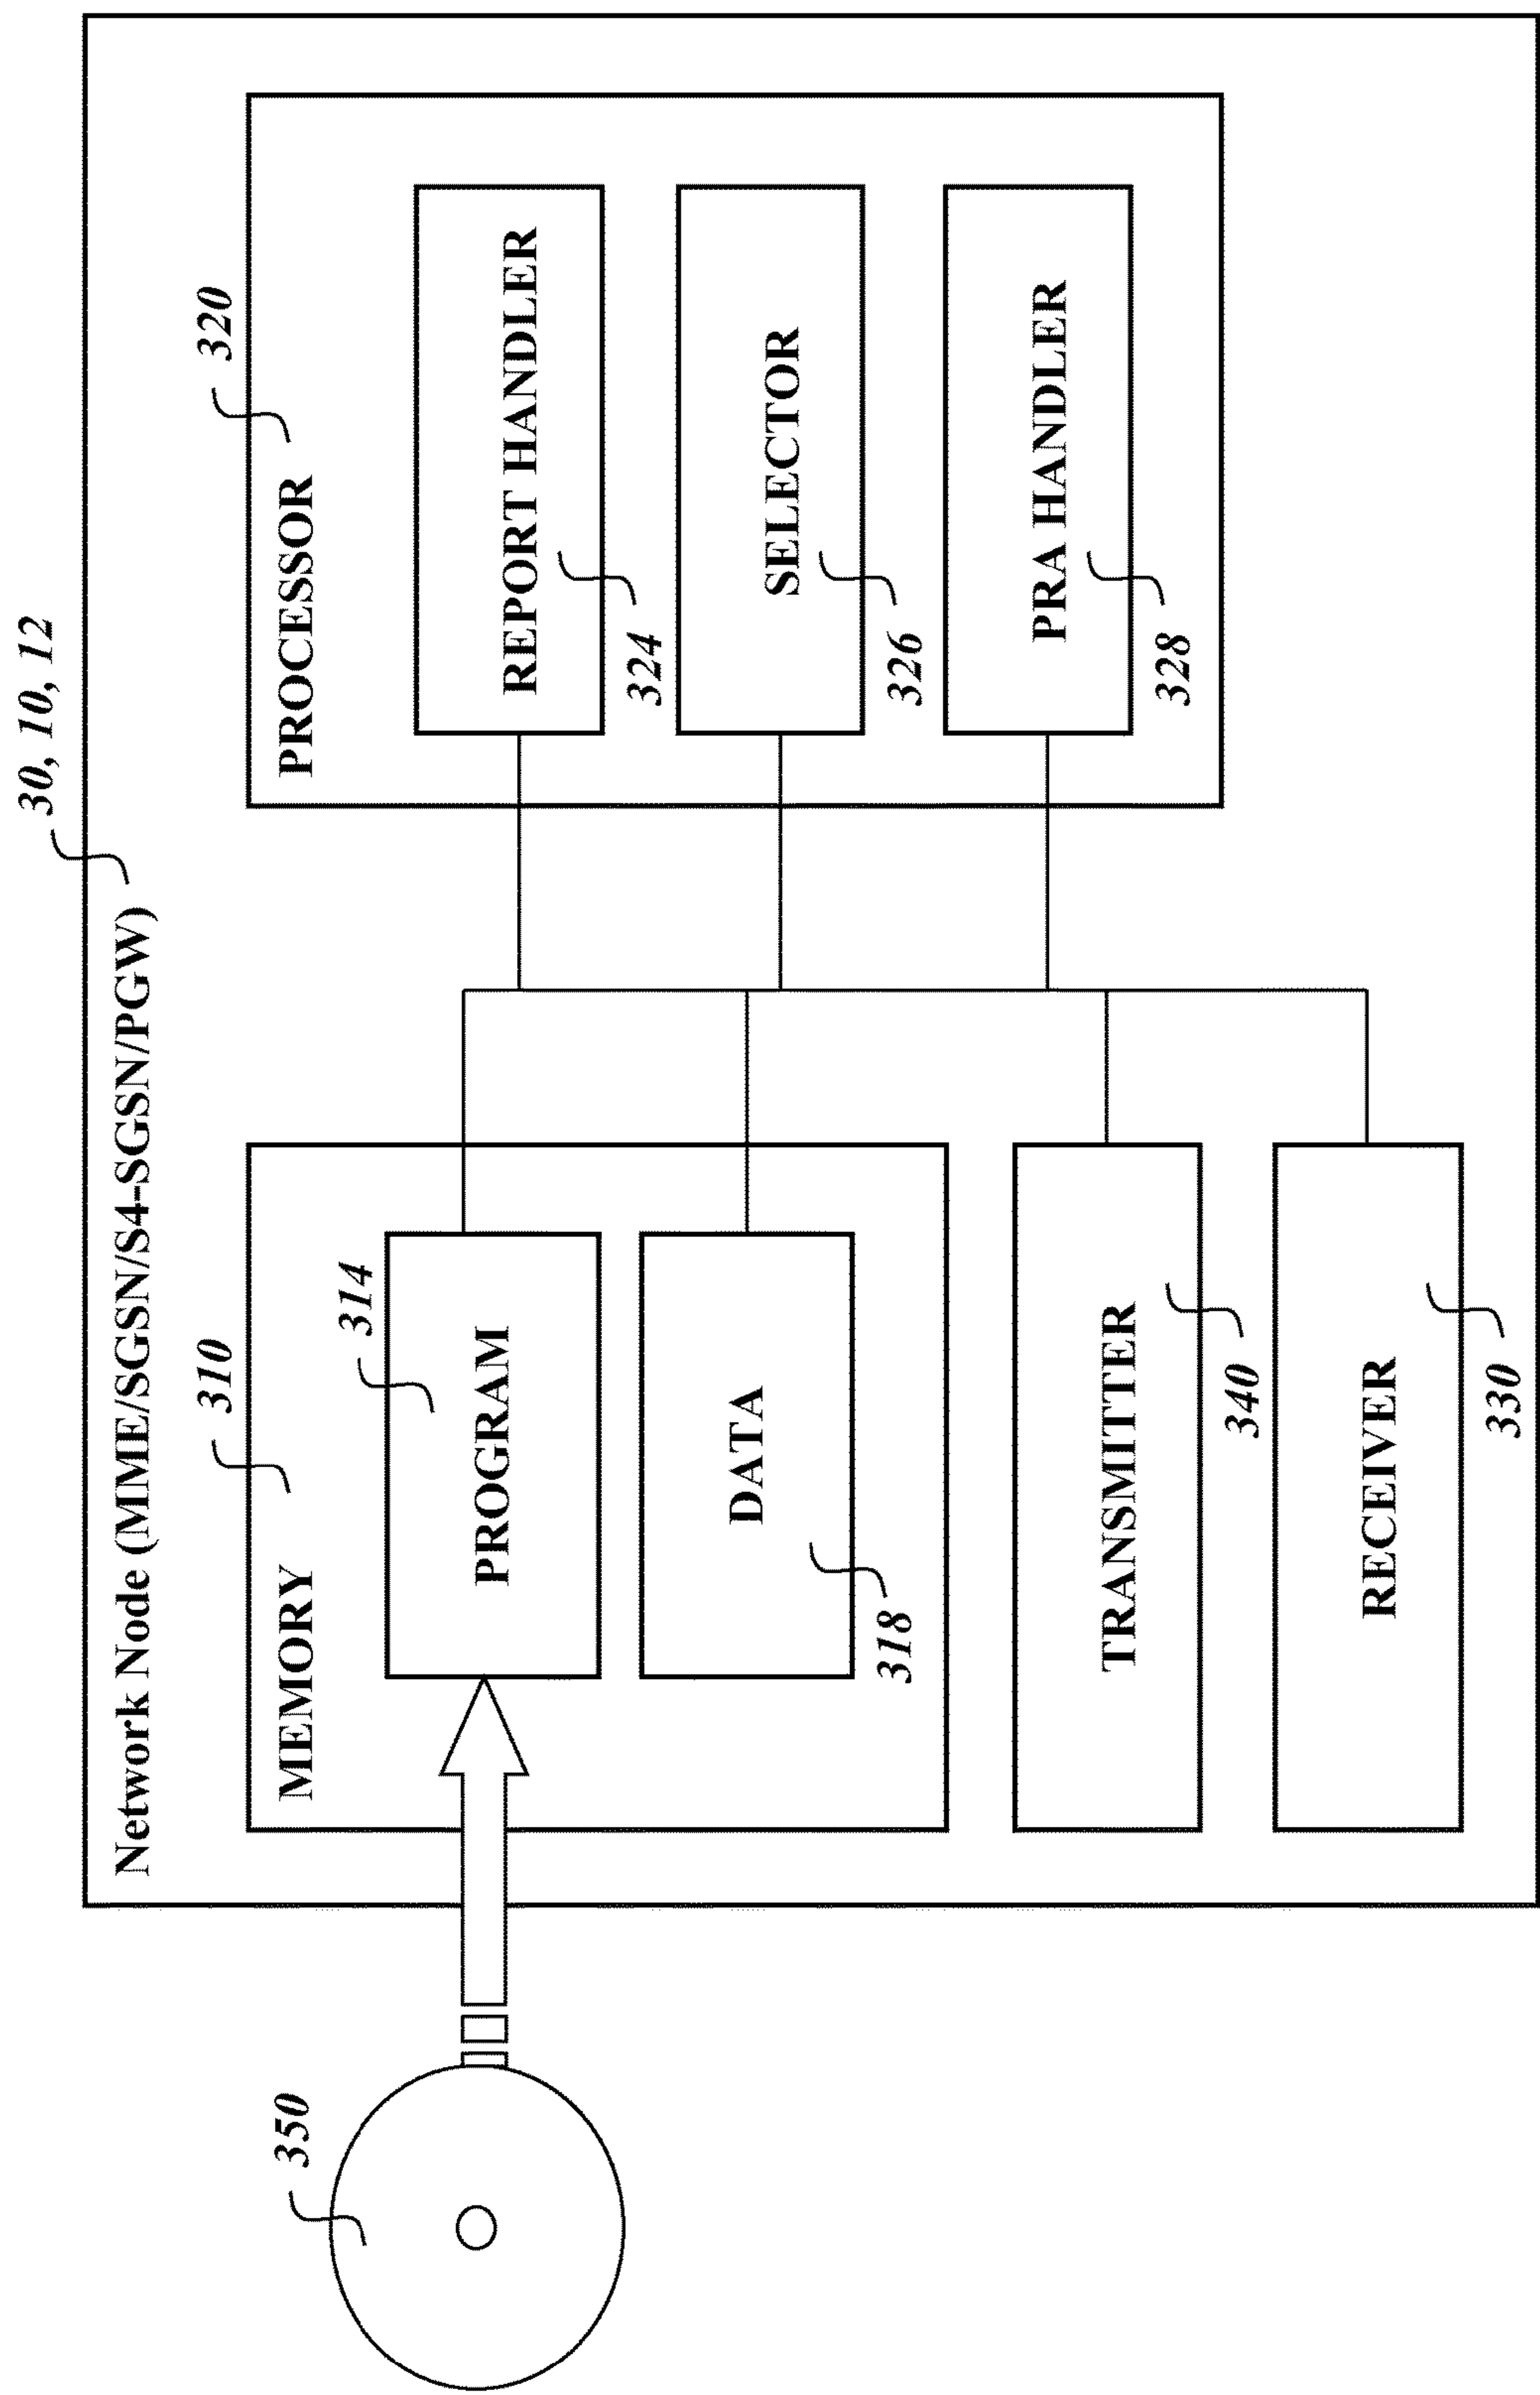 30, 10, 12
Network Node (MME/SGSN/S4-SGSN/PGW)
350
310
MEMORY
314
PROGRAM
DATA
318
TRANSMITTER
340
RECEIVER
330
320
PROCESSOR
REPORT HANDLER
324
SELECTOR
326
PRA HANDLER
328